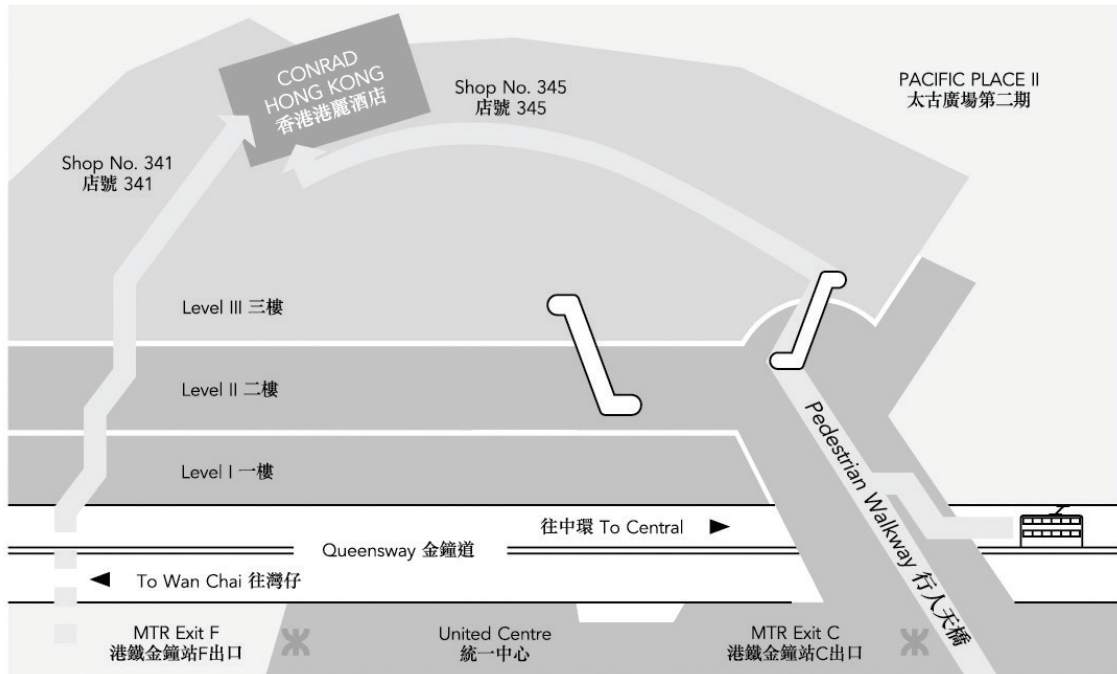 CONRAD
HONG KONG
香港港麗酒店
Shop No. 345
店號 345
PACIFIC PLACE II
太古廣場第二期
Shop No. 341
店號 341
Level III 三樓
Level II 二樓
Level I 一樓
Pedestrian Walkway 行人天橋
往中環 To Central
Queensway 金鐘道
To Wan Chai 往灣仔
MTR Exit F
港鐵金鐘站F出口
United Centre
統一中心
MTR Exit C
港鐵金鐘站C出口